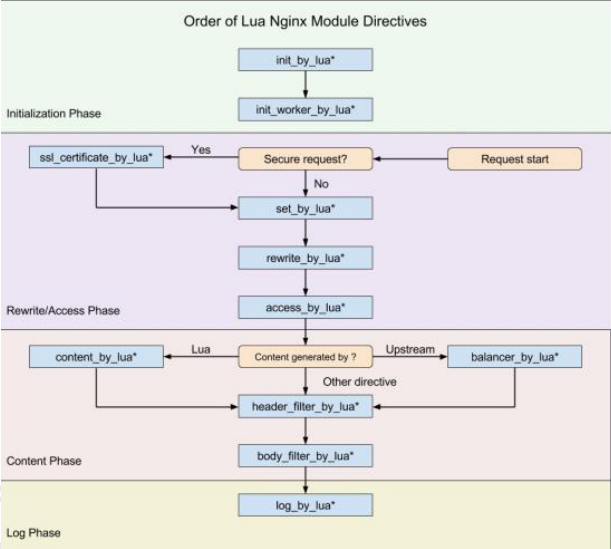 Order of Lua Nginx Module Directives
init_by_lua*
init_worker_by_lua*
Initialization Phase
ssl_certificate_by_lua*
Yes
Secure request?
Request start
No
set_by_lua*
rewrite_by_lua*
access_by_lua*
Rewrite/Access Phase
content_by_lua*
Lua
Content generated by ?
Upstream
balancer_by_lua*
Other directive
header_filter_by_lua*
body_filter_by_lua*
Content Phase
log_by_lua*
Log Phase